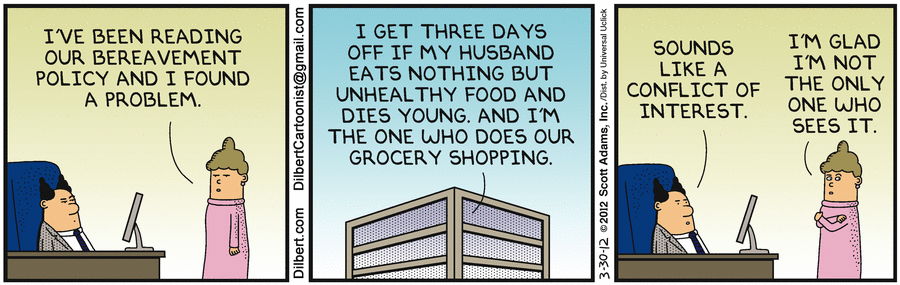 I'VE BEEN READING
OUR BEREAVEMENT
POLICY AND I FOUND
A PROBLEM.
Dilbert.com DilbertCartoonist@gmail.com
I GET THREE DAYS
OFF IF MY HUSBAND
EATS NOTHING BUT
UNHEALTHY FOOD AND
DIES YOUNG. AND I'M
THE ONE WHO DOES OUR
GROCERY SHOPPING.
3-30-12 ©2012 Scott Adams, Inc./Dist. by Universal Uclick
SOUNDS
LIKE A
CONFLICT OF
INTEREST.
I'M GLAD
I'M NOT
THE ONLY
ONE WHO
SEES IT.